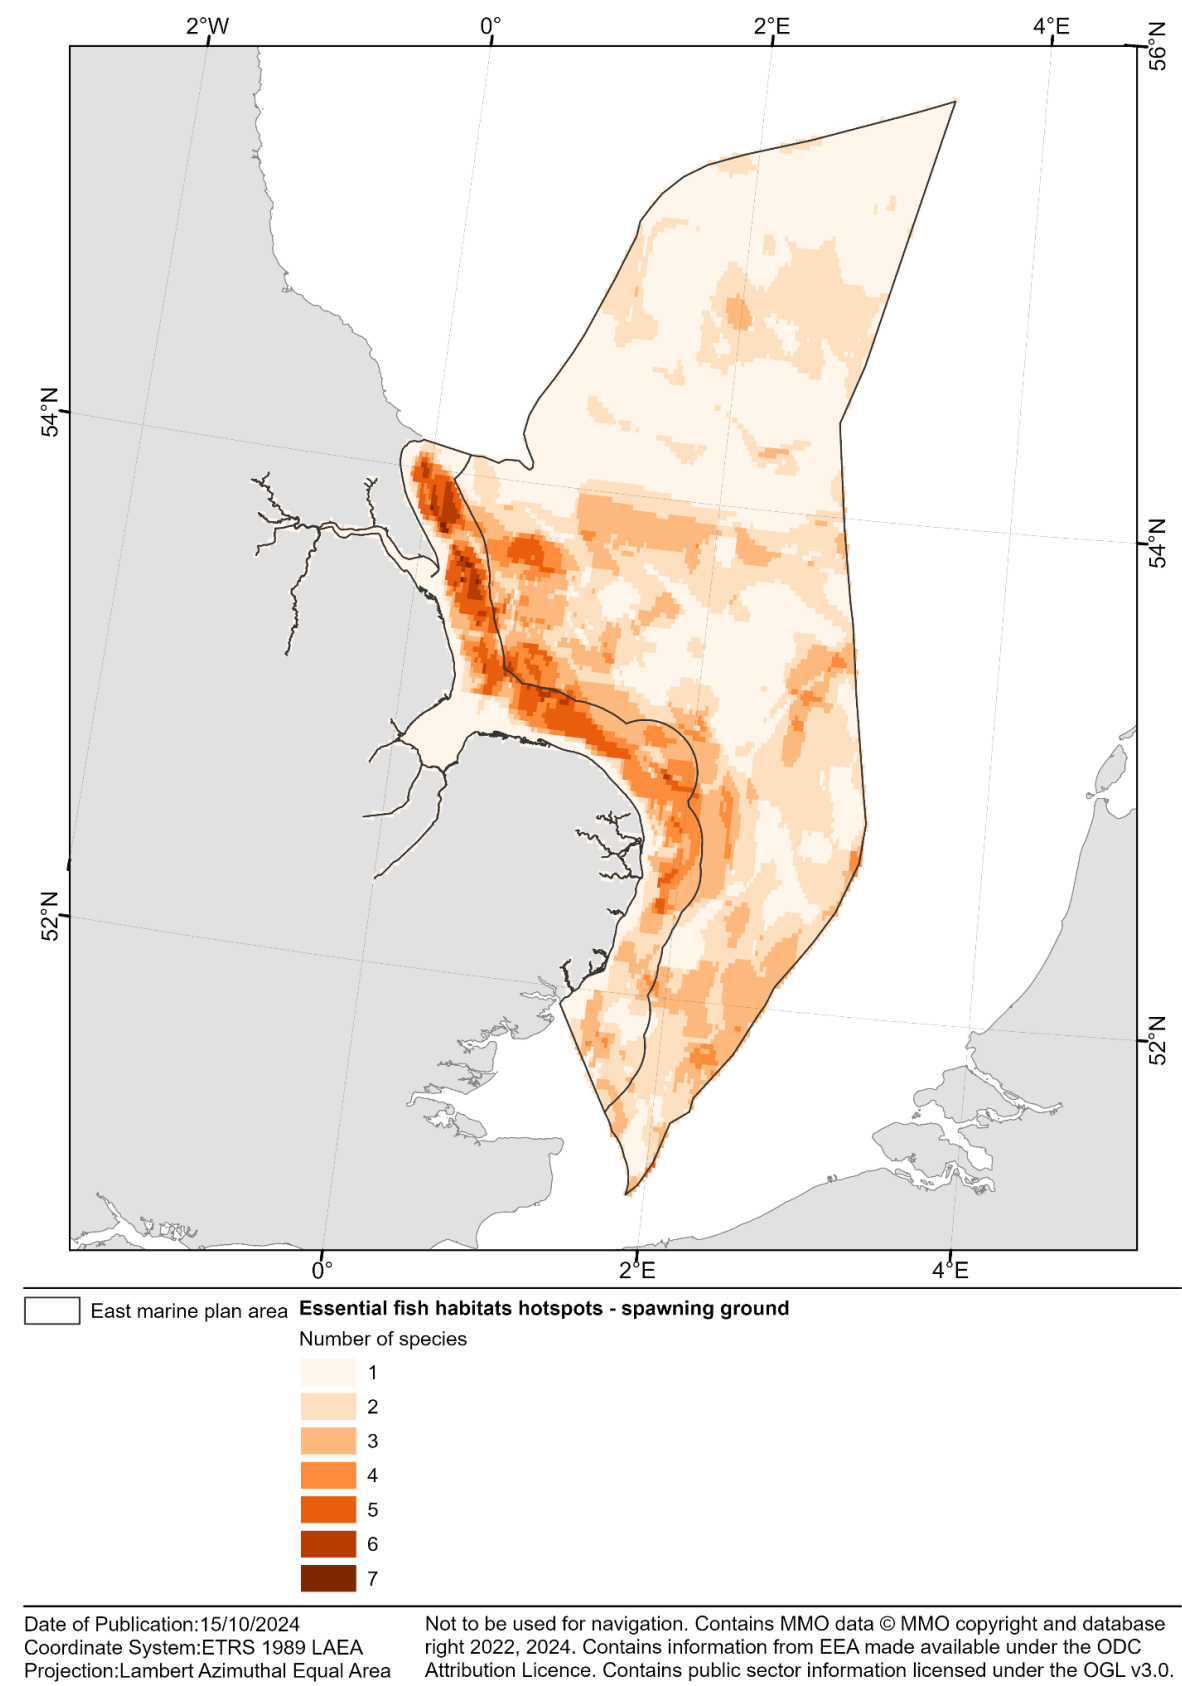 2°W 0° 2°E 4°E
56°N
54°N
54°N
52°N
52°N
0° 2°E 4°E
East marine plan area
Essential fish habitats hotspots - spawning ground
Number of species
1
2
3
4
5
6
7
Date of Publication:15/10/2024
Coordinate System:ETRS 1989 LAEA
Projection:Lambert Azimuthal Equal Area
Not to be used for navigation. Contains MMO data © MMO copyright and database
right 2022, 2024. Contains information from EEA made available under the ODC
Attribution Licence. Contains public sector information licensed under the OGL v3.0.